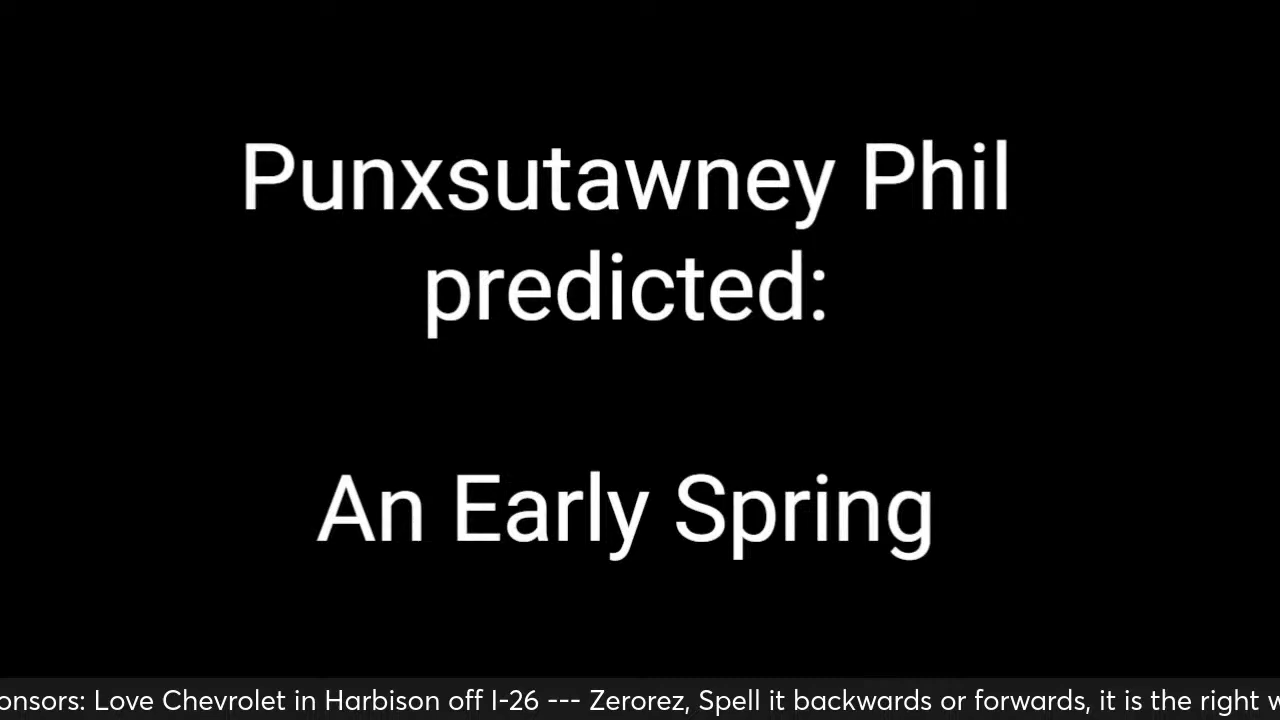 Punxsutawney Phil
predicted:
An Early Spring
onsors: Love Chevrolet in Harbison off I-26 --- Zerorez, Spell it backwards or forwards, it is the right